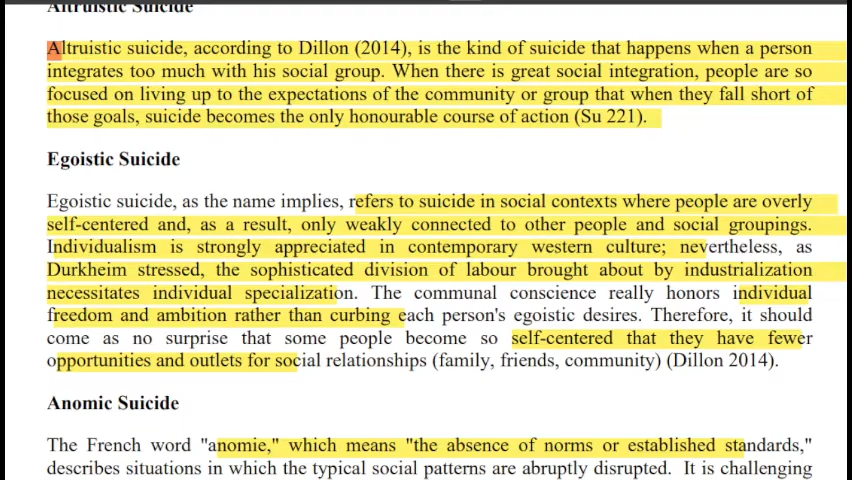 Altruistic Suicide
Altruistic suicide, according to Dillon (2014), is the kind of suicide that happens when a person
integrates too much with his social group. When there is great social integration, people are so
focused on living up to the expectations of the community or group that when they fall short of
those goals, suicide becomes the only honourable course of action (Su 221).
Egoistic Suicide
Egoistic suicide, as the name implies, refers to suicide in social contexts where people are overly
self-centered and, as a result, only weakly connected to other people and social groupings.
Individualism is strongly appreciated in contemporary western culture; nevertheless, as
Durkheim stressed, the sophisticated division of labour brought about by industrialization
necessitates individual specialization. The communal conscience really honors individual
freedom and ambition rather than curbing each person's egoistic desires. Therefore, it should
come as no surprise that some people become so self-centered that they have fewer
opportunities and outlets for social relationships (family, friends, community) (Dillon 2014).
Anomic Suicide
The French word "anomie," which means "the absence of norms or established standards,"
describes situations in which the typical social patterns are abruptly disrupted. It is challenging